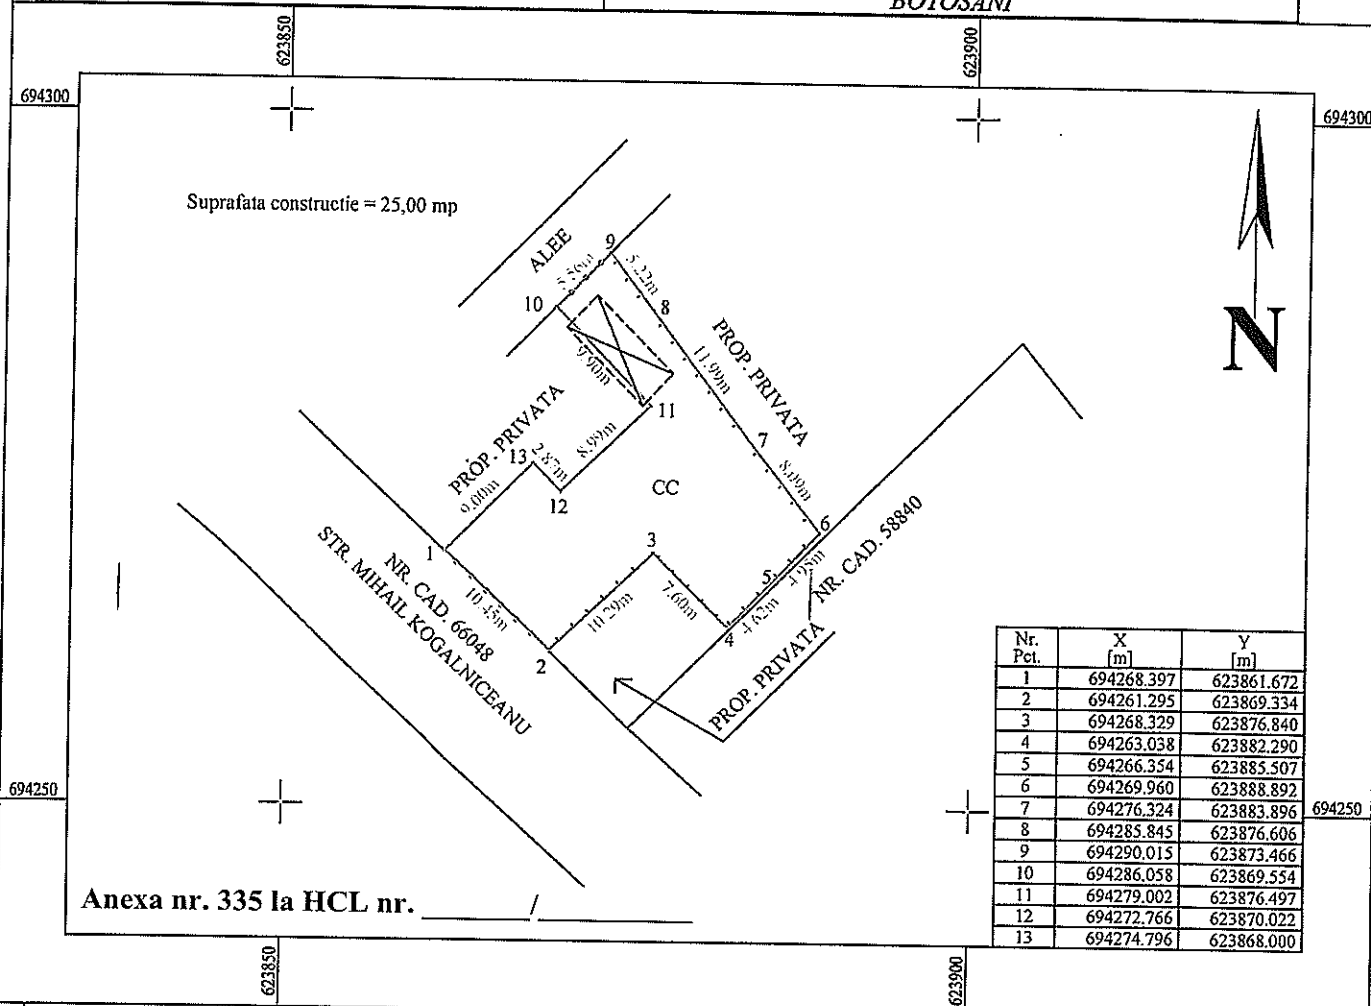 BOTOSANI
623850
623900
694300
694300
Suprafata constructie = 25,00 mp
ALEE
9
5.56m
5.22m
10
8
PROP. PRIVATA
11.99m
9.90m
11
PROP. PRIVATA
13
2.87m
8.99m
7
9.00m
12
CC
8.09m
6
1
3
NR. CAD. 58840
STR. MIHAIL KOGALNICEANU
NR. CAD. 66048
10.45m
10.29m
7.60m
5
4.95m
4.62m
2
4
PROP. PRIVATA
N
Nr. Pct. X [m] Y [m]
1 694268.397 623861.672
2 694261.295 623869.334
3 694268.329 623876.840
4 694263.038 623882.290
5 694266.354 623885.507
6 694269.960 623888.892
7 694276.324 623883.896
8 694285.845 623876.606
9 694290.015 623873.466
10 694286.058 623869.554
11 694279.002 623876.497
12 694272.766 623870.022
13 694274.796 623868.000
694250
694250
Anexa nr. 335 la HCL nr. ________/____________
623850
623900